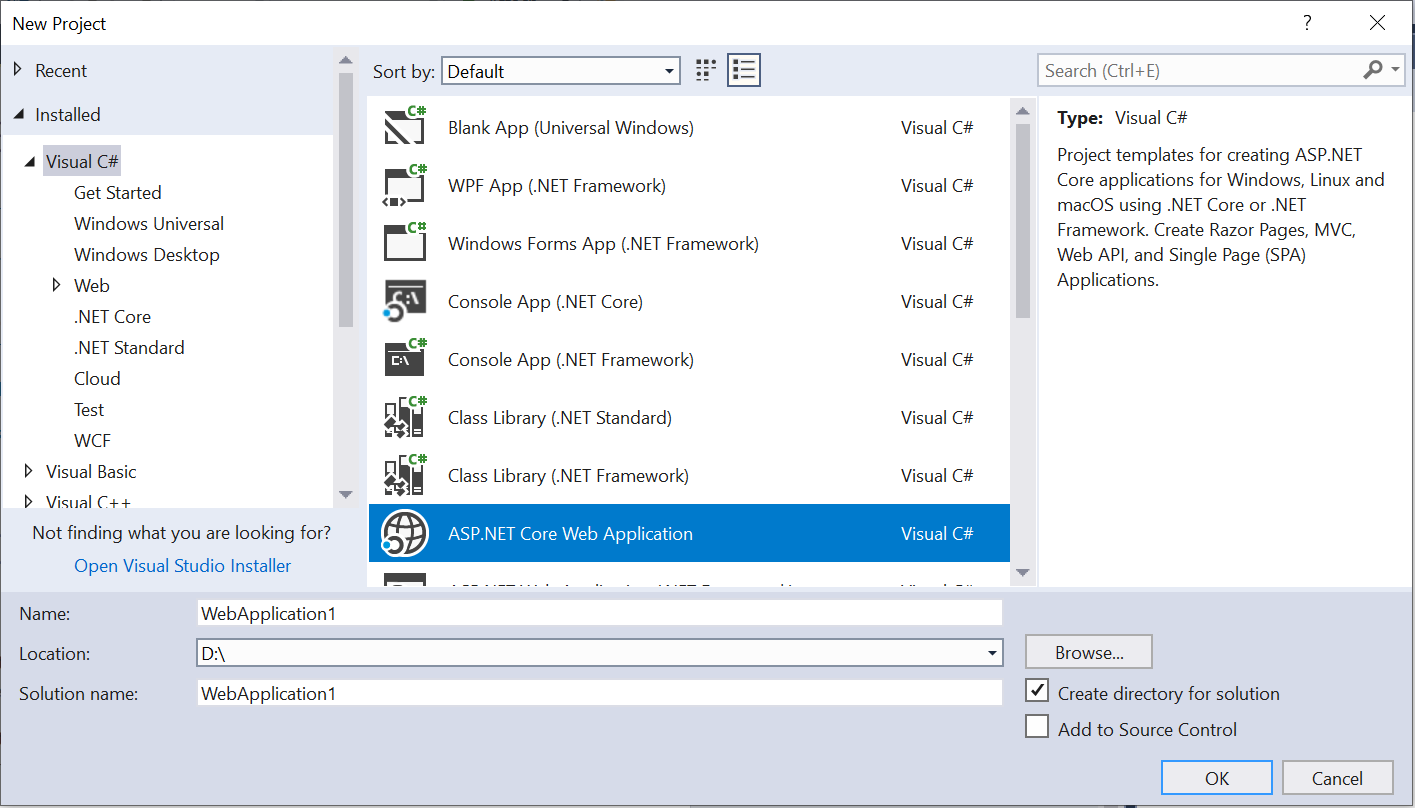 New Project
?
Recent
Installed
Visual C#
Get Started
Windows Universal
Windows Desktop
Web
.NET Core
.NET Standard
Cloud
Test
WCF
Visual Basic
Visual C++
Not finding what you are looking for?
Open Visual Studio Installer
Sort by: Default
Search (Ctrl+E)
C# Blank App (Universal Windows) Visual C#
C# WPF App (.NET Framework) Visual C#
C# Windows Forms App (.NET Framework) Visual C#
Console App (.NET Core) Visual C#
C# Console App (.NET Framework) Visual C#
C# Class Library (.NET Standard) Visual C#
C# Class Library (.NET Framework) Visual C#
ASP.NET Core Web Application Visual C#
Type: Visual C#
Project templates for creating ASP.NET
Core applications for Windows, Linux and
macOS using .NET Core or .NET
Framework. Create Razor Pages, MVC,
Web API, and Single Page (SPA)
Applications.
Name: WebApplication1
Location: D:\
Browse...
Solution name: WebApplication1
Create directory for solution
Add to Source Control
OK Cancel